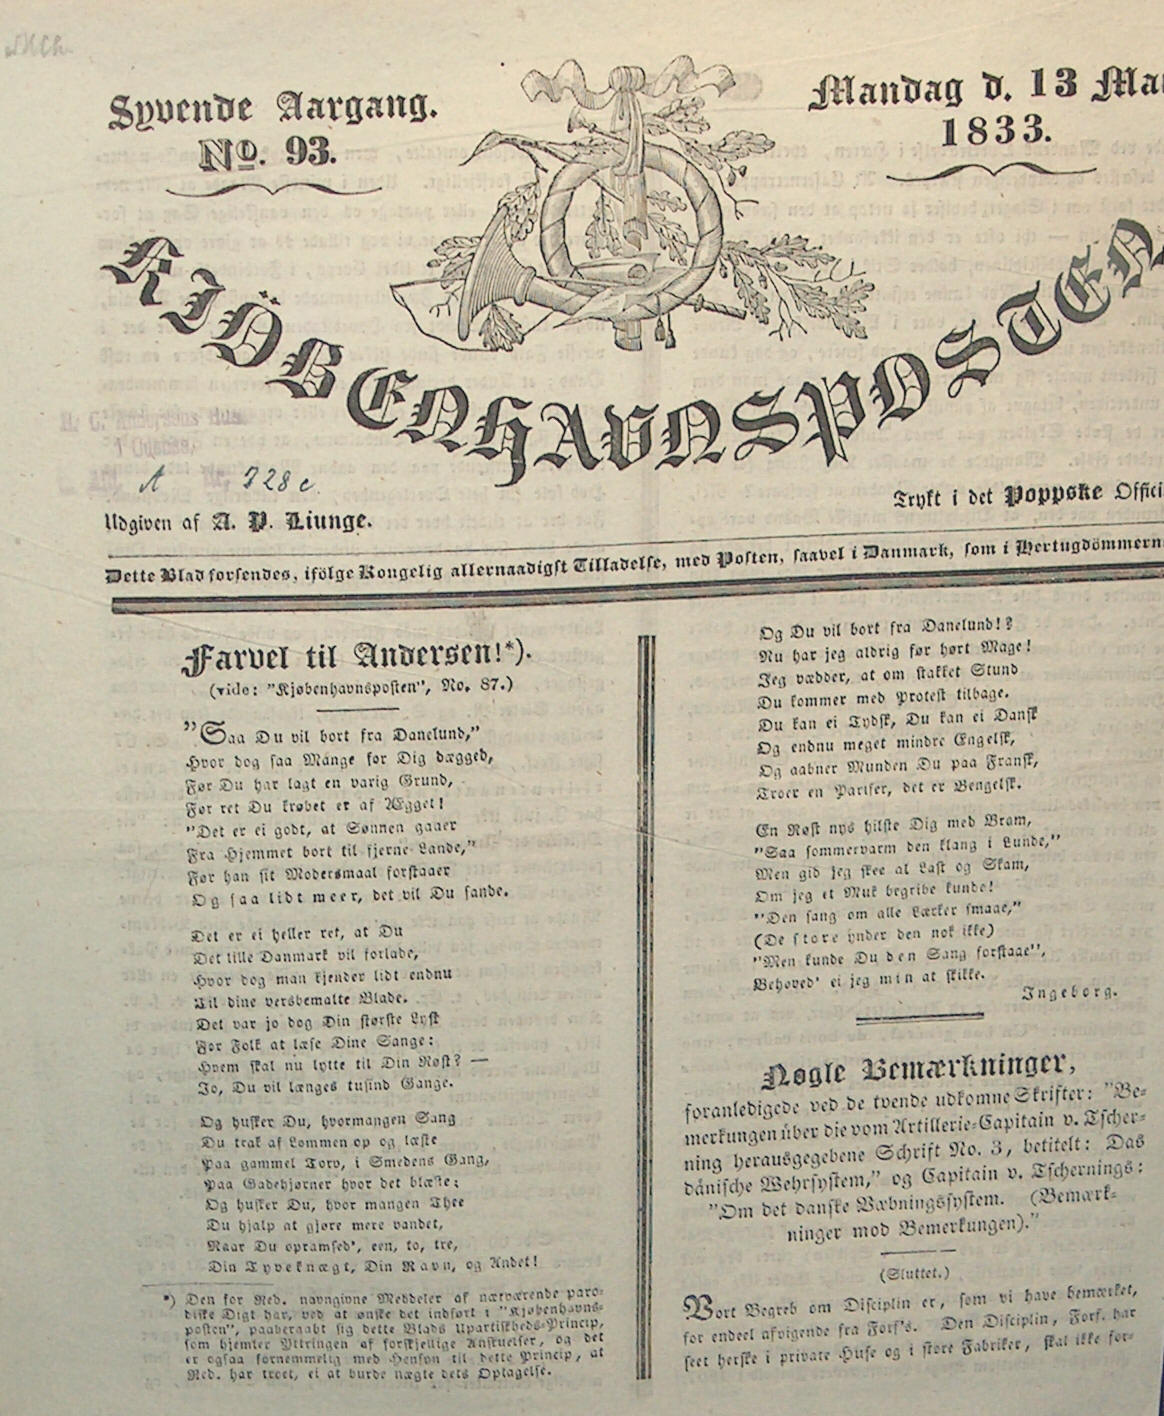 Syvende Aargang.
No. 93.
Mandag d. 13 Mai
1833.
KJÖBENHAVNSPOSTEN
H. C. Andersens Hus
i Odense,
A Nr. 728 c
Udgiven af A. P. Liunge.
Trykt i det Poppske Offici
Dette Blad forsendes, ifölge Kongelig allernaadigst Tilladelse, med Posten, saavel i Danmark, som i Hertugdömmern
Farvel til Andersen!*).
(vide: "Kjøbenhavnsposten", No. 87.)
"Saa Du vil bort fra Danelund,"
Hvor dog saa Mange for Dig dægged,
Før Du har lagt en varig Grund,
Før ret Du krøbet er af Ægget!
"Det er ei godt, at Sønnen gaaer
Fra Hjemmet bort til fjerne Lande,"
Før han sit Modersmaal forstaaer
Og saa lidt meer, det vil Du sande.
Det er ei heller ret, at Du
Det lille Danmark vil forlade,
Hvor dog man kjender lidt endnu
Til dine versbemalte Blade.
Det var jo dog Din største Lyst
For Folk at læse Dine Sange:
Hvem skal nu lytte til Din Røst? —
Jo, Du vil længes tusind Gange.
Og husker Du, hvormangen Sang
Du trak af Lommen op og læste
Paa gammel Torv, i Smedens Gang,
Paa Gadehjørner hvor det blæste;
Og husker Du, hvor mangen Thee
Du hjalp at gjøre mere vandet,
Naar Du opramsed', een, to, tre,
Din Tyveknægt, Din Ravn, og Andet!
*) Den for Red. navngivne Meddeler af nærværende paro-
diske Digt har, ved at ønske det indført i "Kjøbenhavns-
posten", paaberaabt sig dette Blads Upartiskheds-Princip,
som hjemler Yttringen af forskjellige Anskuelser, og det
er ogsaa fornemmelig med Hensyn til dette Princip, at
Red. har troet, ei at burde nægte dets Optagelse.
Og Du vil bort fra Danelund!?
Nu har jeg aldrig før hørt Mage!
Jeg vædder, at om stakket Stund
Du kommer med Protest tilbage.
Du kan ei Tydsk, Du kan ei Dansk
Og endnu meget mindre Engelsk,
Og aabner Munden Du paa Fransk,
Troer en Pariser, det er Bengelsk.
En Røst nys hilste Dig med Bram,
"Saa sommervarm den klang i Lunde,"
Men gid jeg skee al Last og Skam,
Om jeg et Muk begribe kunde!
"Den sang om alle Lærker smaae,"
(De store ynder den nok ikke)
"Men kunde Du den Sang forstaae",
Behøved' ei jeg min at skikke.
Ingeborg.
Nogle Bemærkninger,
foranledigede ved de tvende udkomne Skrifter: "Be-
merkungen über die vom Artillerie-Capitain v. Tscher-
ning herausgegebene Schrift No. 3, betitelt: Das
dänische Wehrsystem," og Capitain v. Tschernings:
"Om det danske Væbningssystem. (Bemærk-
ninger mod Bemerkungen)."
(Sluttet.)
Vort Begreb om Disciplin er, som vi have bemærket,
for endeel afvigende fra Forf's. Den Disciplin, Forf. har
seet herske i private Huse og i store Fabriker, skal ikke for-